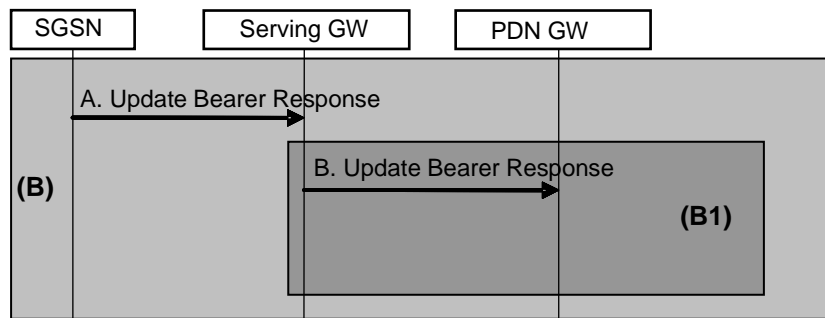 SGSN
Serving GW
PDN GW
A. Update Bearer Response
B. Update Bearer Response
(B)
(B1)